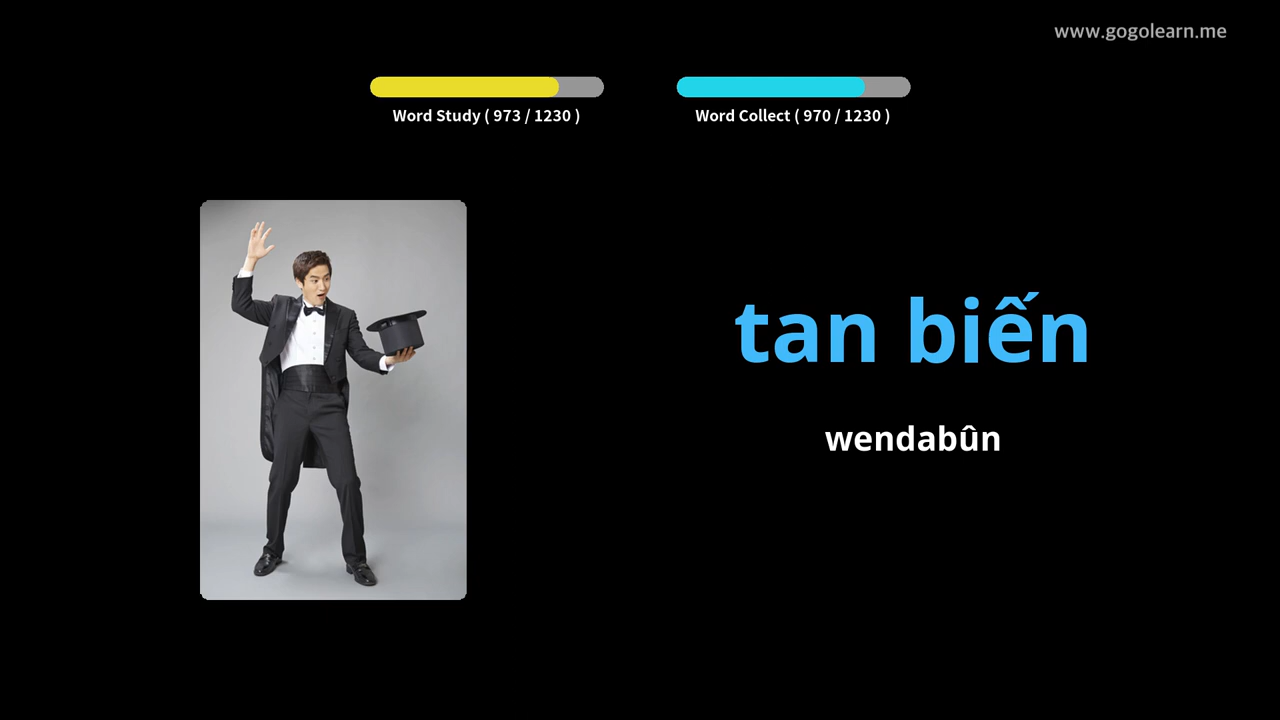 www.gogolearn.me
Word Study ( 973 / 1230 )
Word Collect ( 970 / 1230 )
tan biến
wendabûn